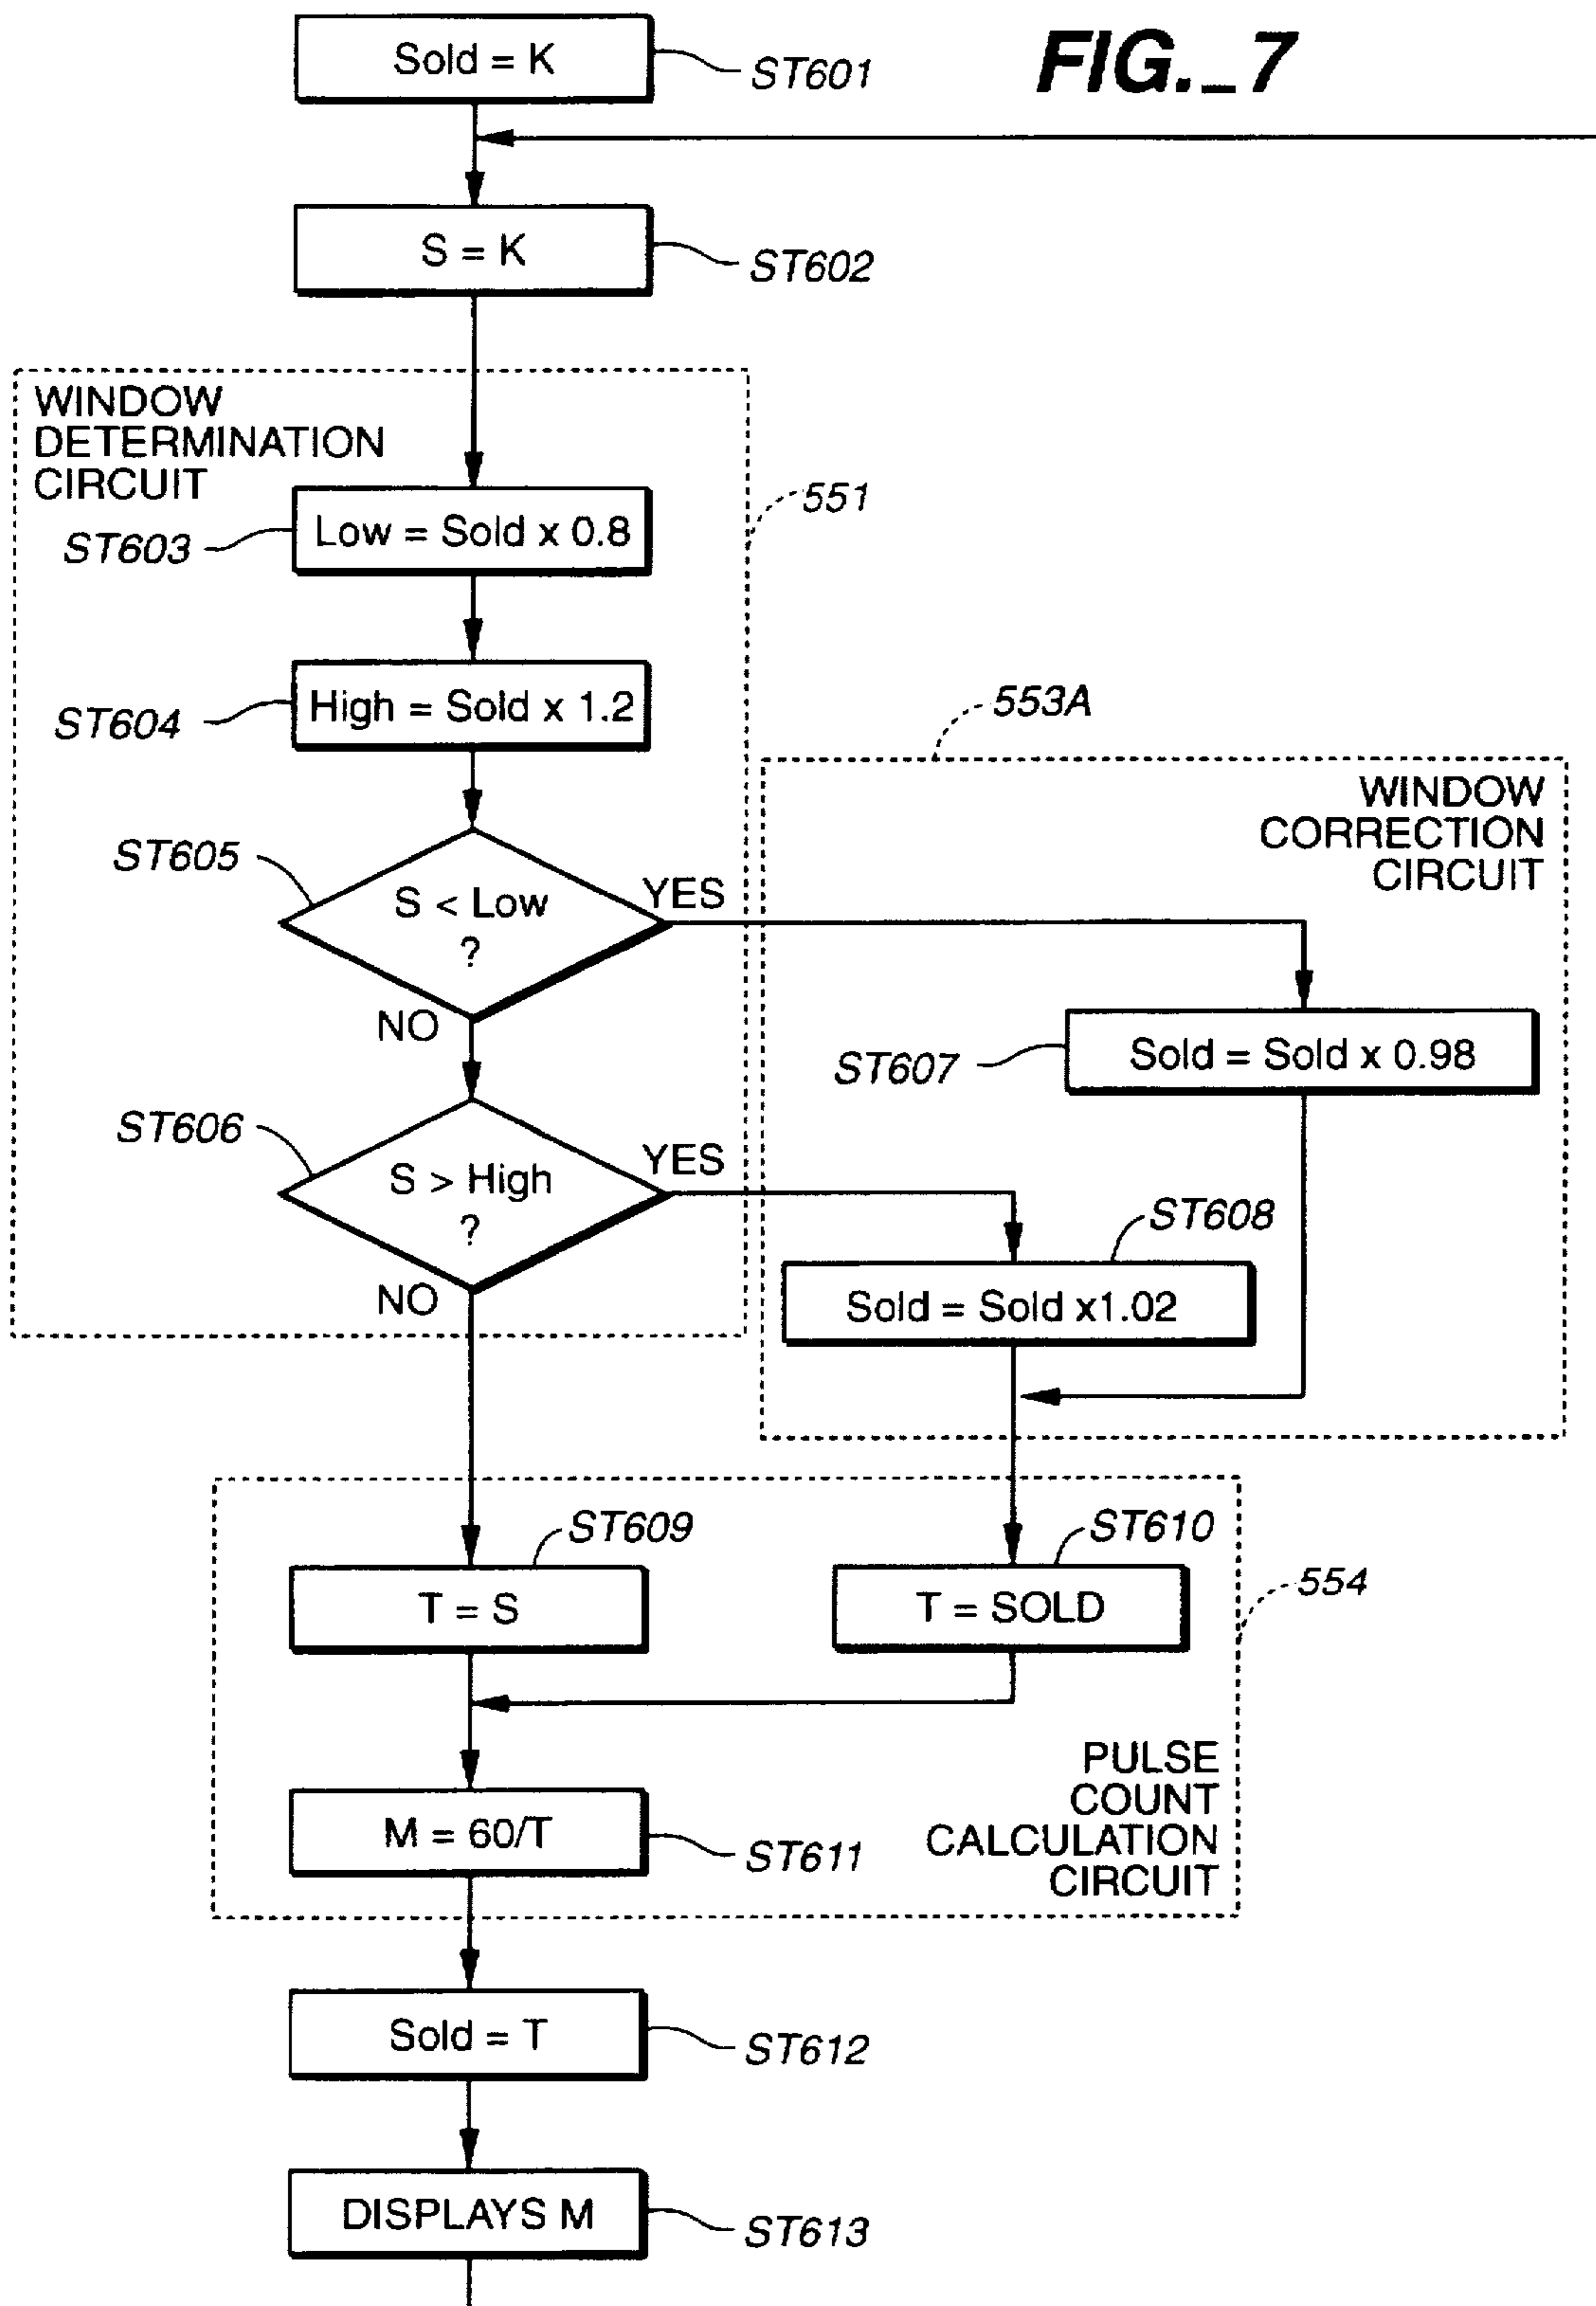 FIG._7
Sold = K
ST601
S = K
ST602
WINDOW
DETERMINATION
CIRCUIT
551
ST603
Low = Sold x 0.8
ST604
High = Sold x 1.2
553A
WINDOW
CORRECTION
CIRCUIT
ST605
S < Low
?
YES
NO
ST607
Sold = Sold x 0.98
ST606
S > High
?
YES
NO
ST608
Sold = Sold x1.02
ST609
T = S
ST610
T = SOLD
554
PULSE
COUNT
CALCULATION
CIRCUIT
M = 60/T
ST611
Sold = T
ST612
DISPLAYS M
ST613